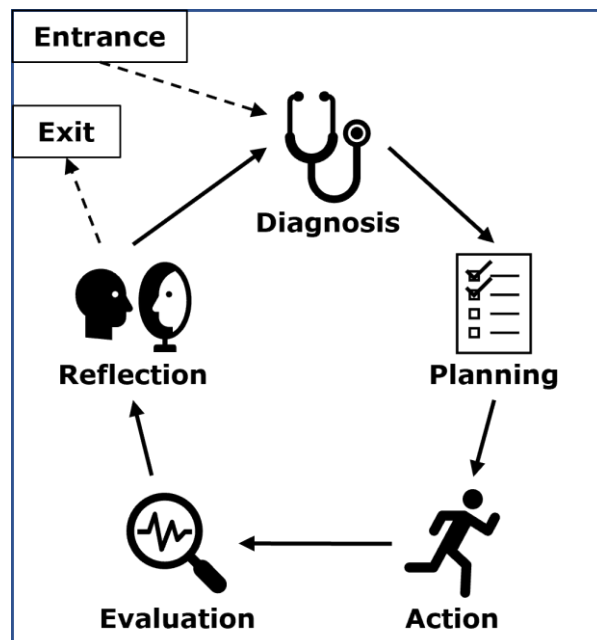 Entrance
Exit
Diagnosis
Reflection
Planning
Evaluation
Action